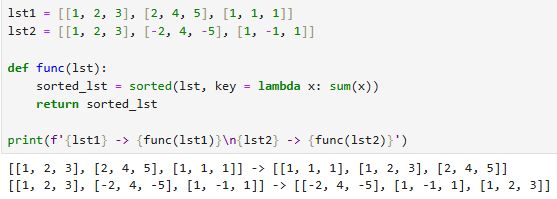 lst1 = [[1, 2, 3], [2, 4, 5], [1, 1, 1]]
lst2 = [[1, 2, 3], [-2, 4, -5], [1, -1, 1]]
def func(lst):
    sorted_lst = sorted(lst, key = lambda x: sum(x))
    return sorted_lst
print(f'{lst1} -> {func(lst1)}\n{lst2} -> {func(lst2)}')
[[1, 2, 3], [2, 4, 5], [1, 1, 1]] -> [[1, 1, 1], [1, 2, 3], [2, 4, 5]]
[[1, 2, 3], [-2, 4, -5], [1, -1, 1]] -> [[-2, 4, -5], [1, -1, 1], [1, 2, 3]]